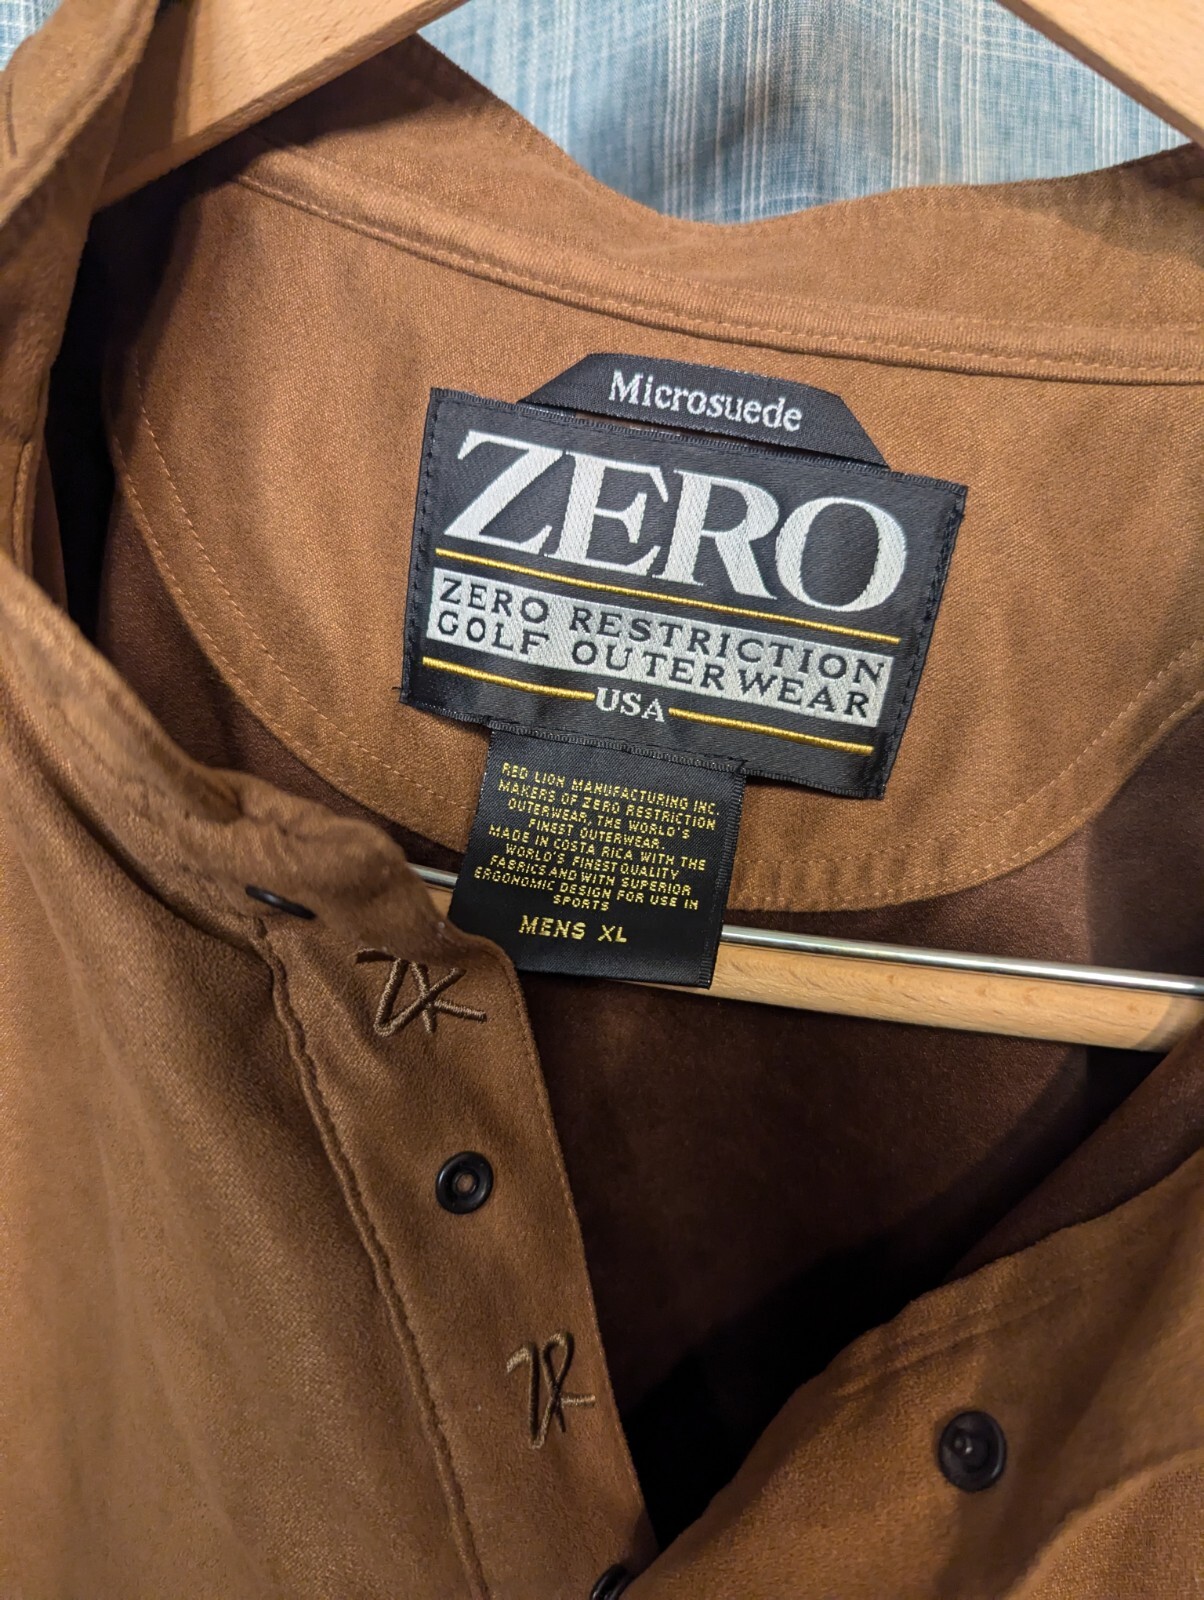 Microsuede
ZERO
ZERO RESTRICTION
GOLF OUTERWEAR
USA
RED LION MANUFACTURING INC.
MAKERS OF ZERO RESTRICTION
OUTERWEAR, THE WORLD'S
FINEST OUTERWEAR.
MADE IN COSTA RICA WITH THE
WORLD'S FINEST QUALITY
FABRICS AND WITH SUPERIOR
ERGONOMIC DESIGN FOR USE IN
SPORTS
MENS XL
ZR
ZR